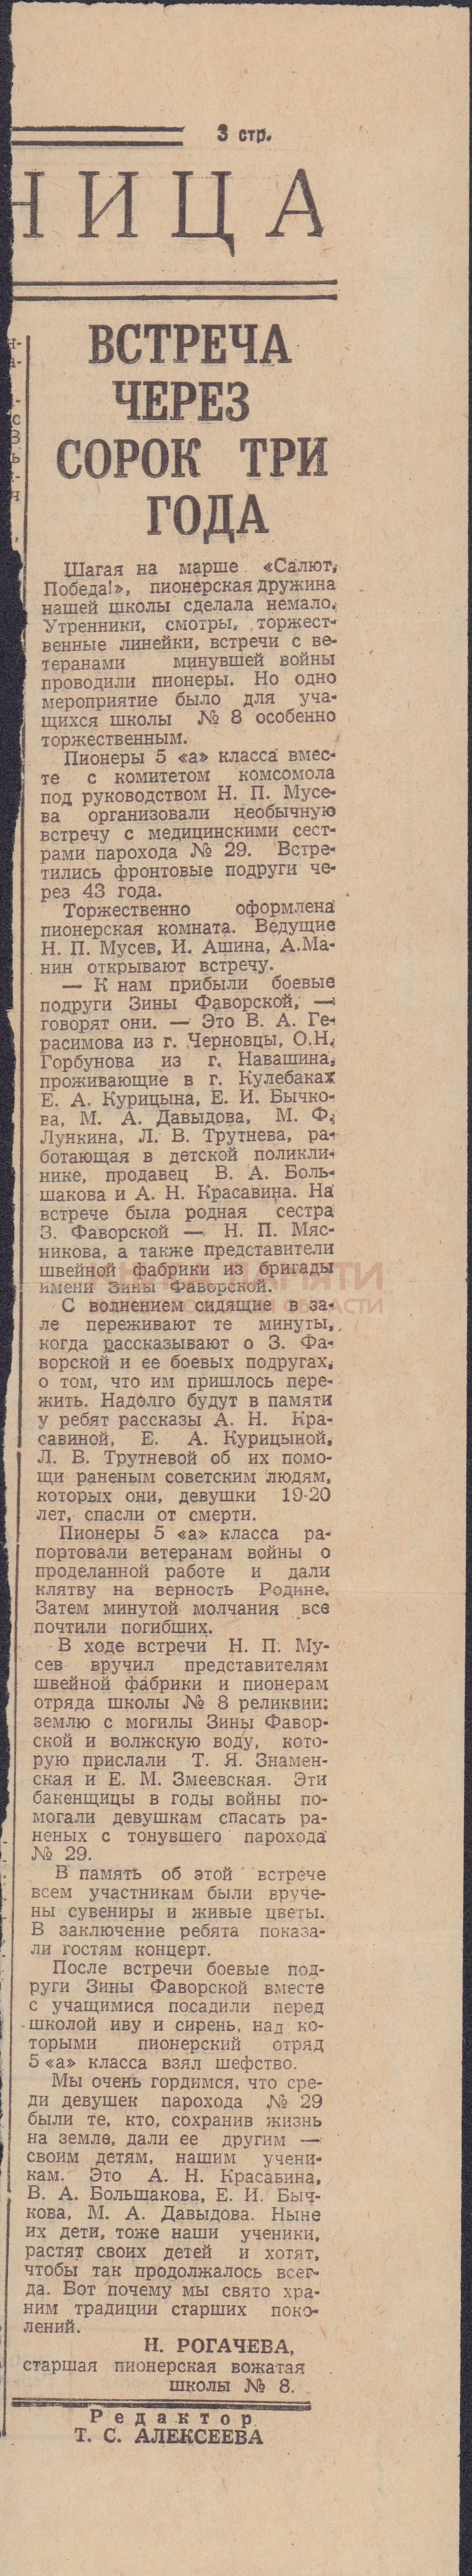 3 стр.
НИЦА
ВСТРЕЧА
ЧЕРЕЗ
СОРОК ТРИ
ГОДА
Шагая на марше «Салют,
Победа!», пионерская дружина
нашей школы сделала немало.
Утренники, смотры, торжест-
венные линейки, встречи с ве-
теранами минувшей войны
проводили пионеры. Но одно
мероприятие было для уча-
щихся школы № 8 особенно
торжественным.
Пионеры 5 «а» класса вмес-
те с комитетом комсомола
под руководством Н. П. Мусе-
ва организовали необычную
встречу с медицинскими сест-
рами парохода № 29. Встре-
тились фронтовые подруги че-
рез 43 года.
Торжественно оформлена
пионерская комната. Ведущие
Н. П. Мусев, И. Ашина, А.Ма-
нин открывают встречу.
— К нам прибыли боевые
подруги Зины Фаворской, —
говорят они. — Это В. А. Ге-
расимова из г. Черновцы, О.Н.
Горбунова из г. Навашина,
проживающие в г. Кулебаках
Е. А. Курицына, Е. И. Бычко-
ва, М. А. Давыдова, М. Ф.
Лункина, Л. В. Трутнева, ра-
ботающая в детской поликли-
нике, продавец В. А. Боль-
шакова и А. Н. Красавина. На
встрече была родная сестра
З. Фаворской — Н. П. Мяс-
никова, а также представители
швейной фабрики из бригады
имени Зины Фаворской.
С волнением сидящие в за-
ле переживают те минуты,
когда рассказывают о З. Фа-
ворской и ее боевых подругах,
о том, что им пришлось пере-
жить. Надолго будут в памяти
у ребят рассказы А. Н. Кра-
савиной, Е. А. Курицыной,
Л. В. Трутневой об их помо-
щи раненым советским людям,
которых они, девушки 19-20
лет, спасли от смерти.
Пионеры 5 «а» класса ра-
портовали ветеранам войны о
проделанной работе и дали
клятву на верность Родине.
Затем минутой молчания все
почтили погибших.
В ходе встречи Н. П. Му-
сев вручил представителям
швейной фабрики и пионерам
отряда школы № 8 реликвии:
землю с могилы Зины Фавор-
ской и волжскую воду, кото-
рую прислали Т. Я. Знамен-
ская и Е. М. Змеевская. Эти
бакенщицы в годы войны по-
могали девушкам спасать ра-
неных с тонувшего парохода
№ 29.
В память об этой встрече
всем участникам были вруче-
ны сувениры и живые цветы.
В заключение ребята показа-
ли гостям концерт.
После встречи боевые под-
руги Зины Фаворской вместе
с учащимися посадили перед
школой иву и сирень, над ко-
торыми пионерский отряд
5 «а» класса взял шефство.
Мы очень гордимся, что сре-
ди девушек парохода № 29
были те, кто, сохранив жизнь
на земле, дали ее другим —
своим детям, нашим учени-
кам. Это А. Н. Красавина,
В. А. Большакова, Е. И. Быч-
кова, М. А. Давыдова. Ныне
их дети, тоже наши ученики,
растят своих детей и хотят,
чтобы так продолжалось всег-
да. Вот почему мы свято хра-
ним традиции старших поко-
лений.
Н. РОГАЧЕВА,
старшая пионерская вожатая
школы № 8.
Редактор
Т. С. АЛЕКСЕЕВА